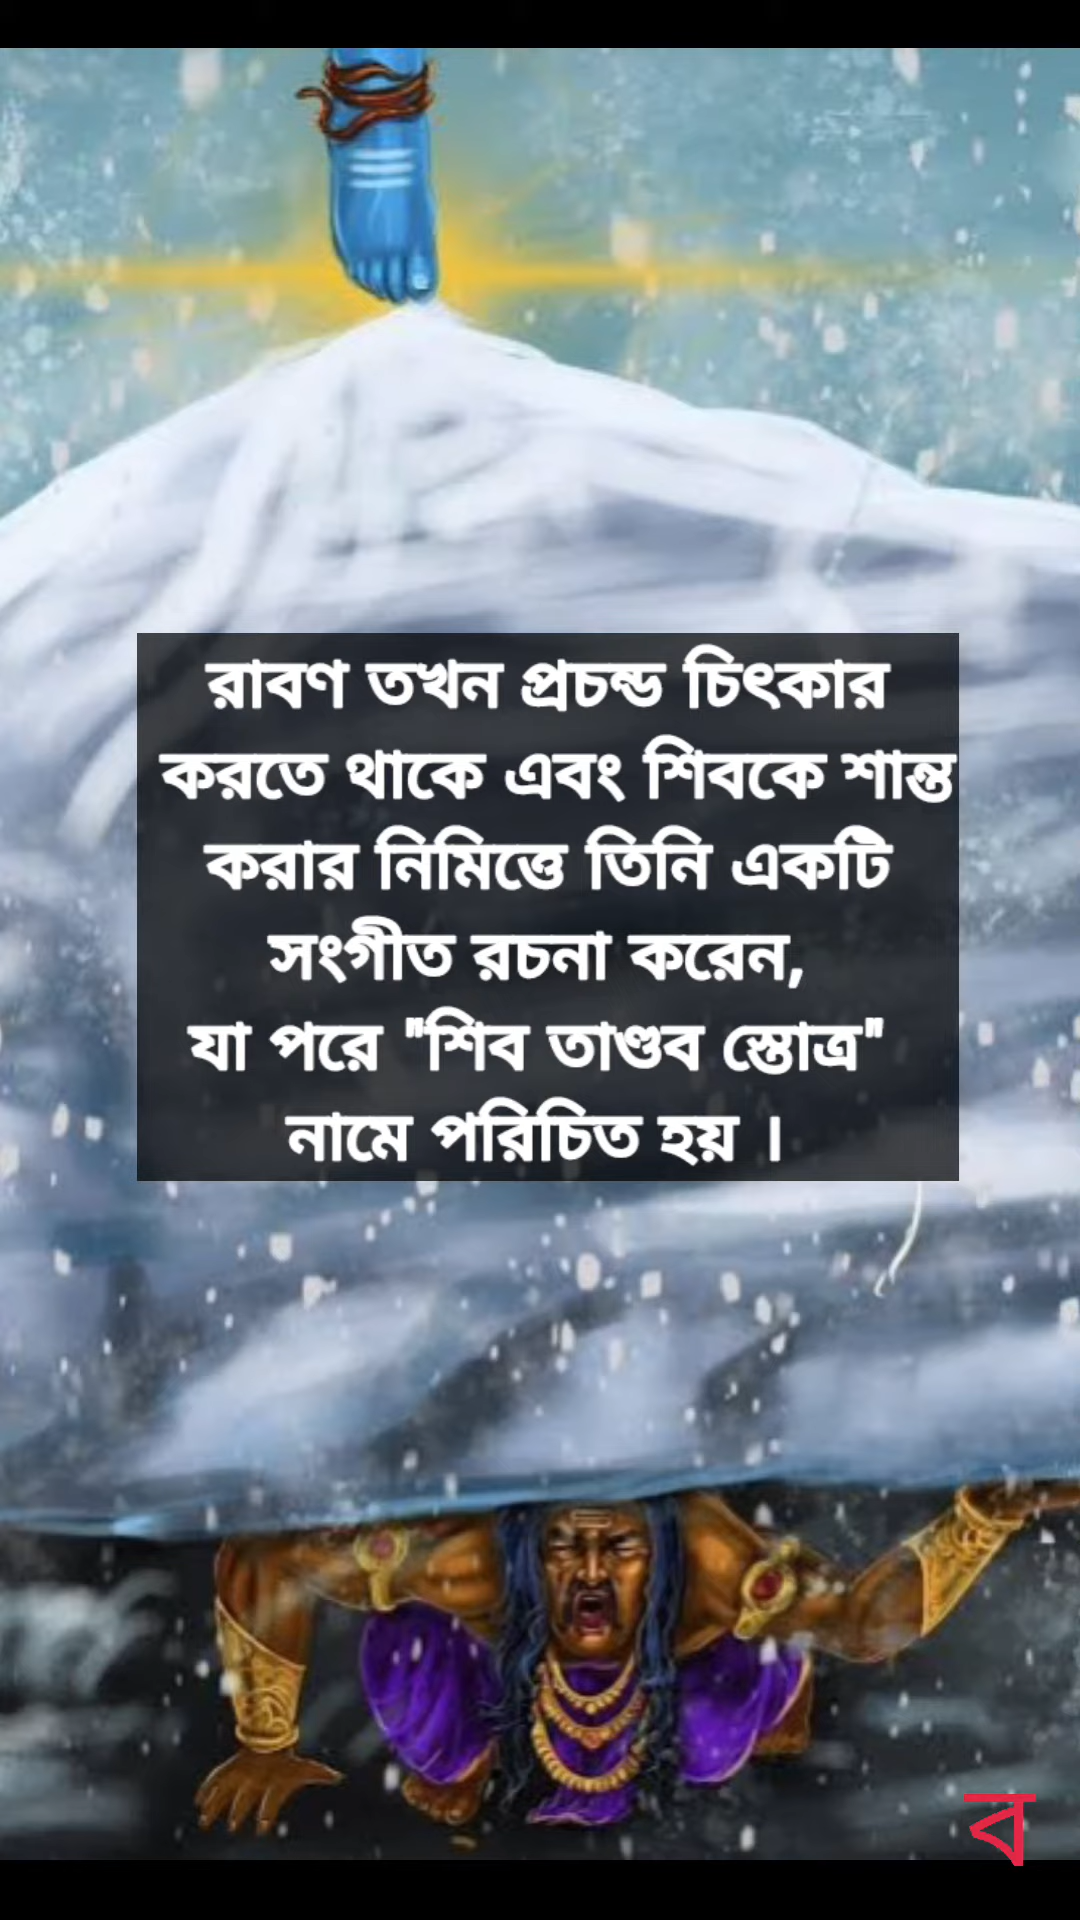 রাবণ তখন প্রচন্ড চিৎকার
করতে থাকে এবং শিবকে শান্ত
করার নিমিত্তে তিনি একটি
সংগীত রচনা করেন,
যা পরে "শিব তাণ্ডব স্তোত্র"
নামে পরিচিত হয় ।
ব